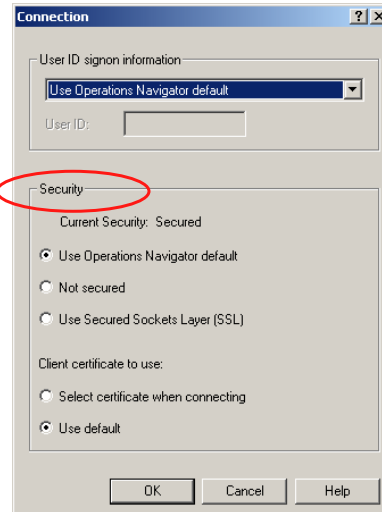 Connection
User ID signon information
Use Operations Navigator default
User ID:
Security
Current Security: Secured
Use Operations Navigator default
Not secured
Use Secured Sockets Layer (SSL)
Client certificate to use:
Select certificate when connecting
Use default
OK Cancel Help